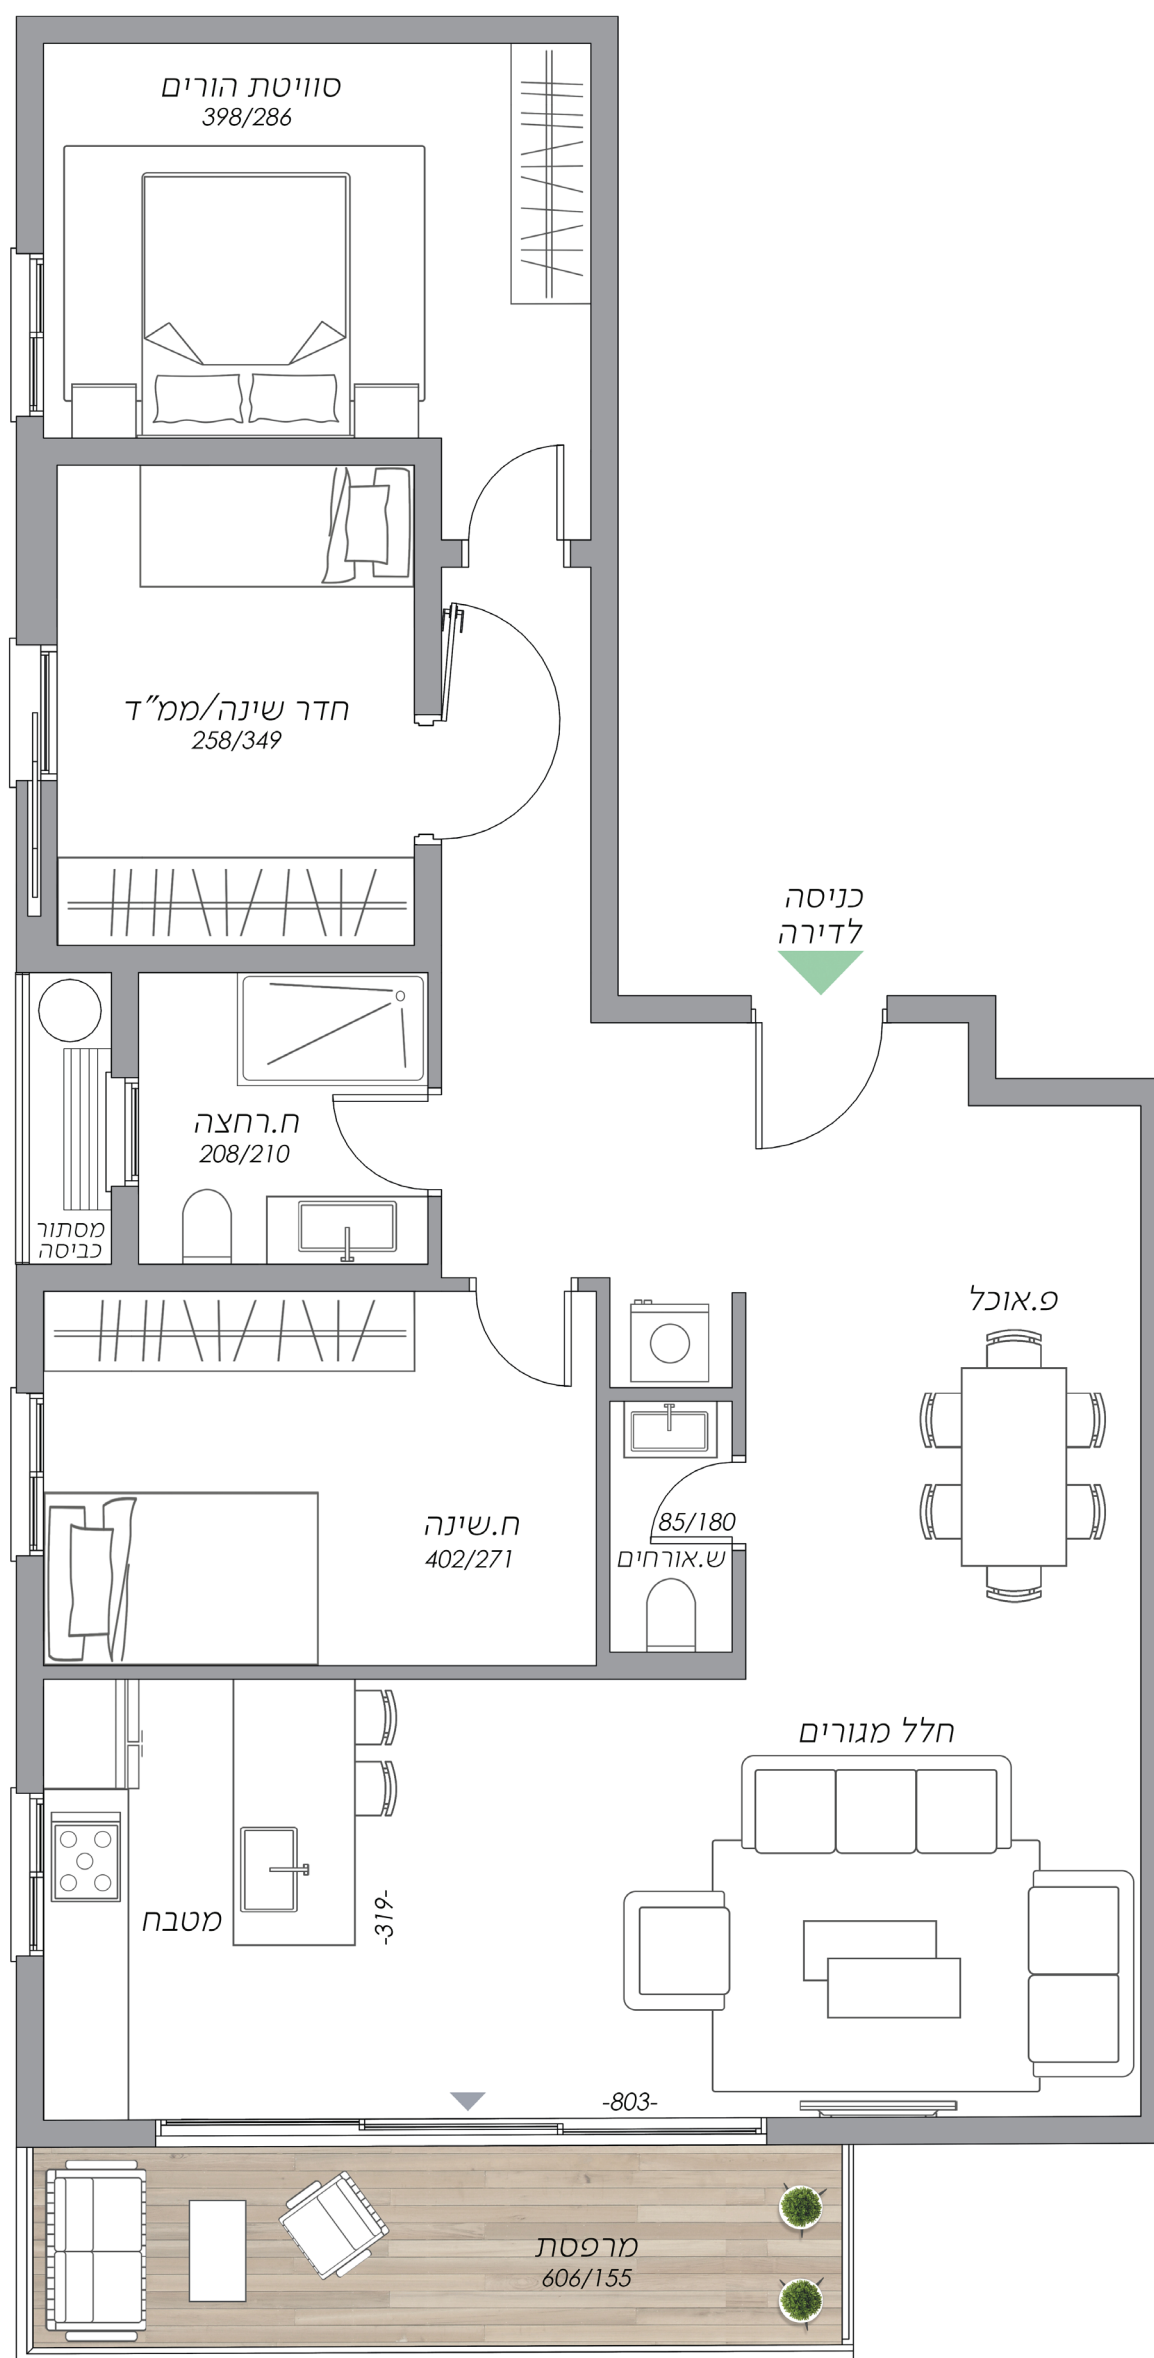 סוויטת הורים
398/286
חדר שינה/ממ״ד
258/349
כניסה
לדירה
ח.רחצה
208/210
מסתור
כביסה
פ.אוכל
ח.שינה
402/271
85/180
ש.אורחים
חלל מגורים
מטבח
-319-
-803-
מרפסת
606/155